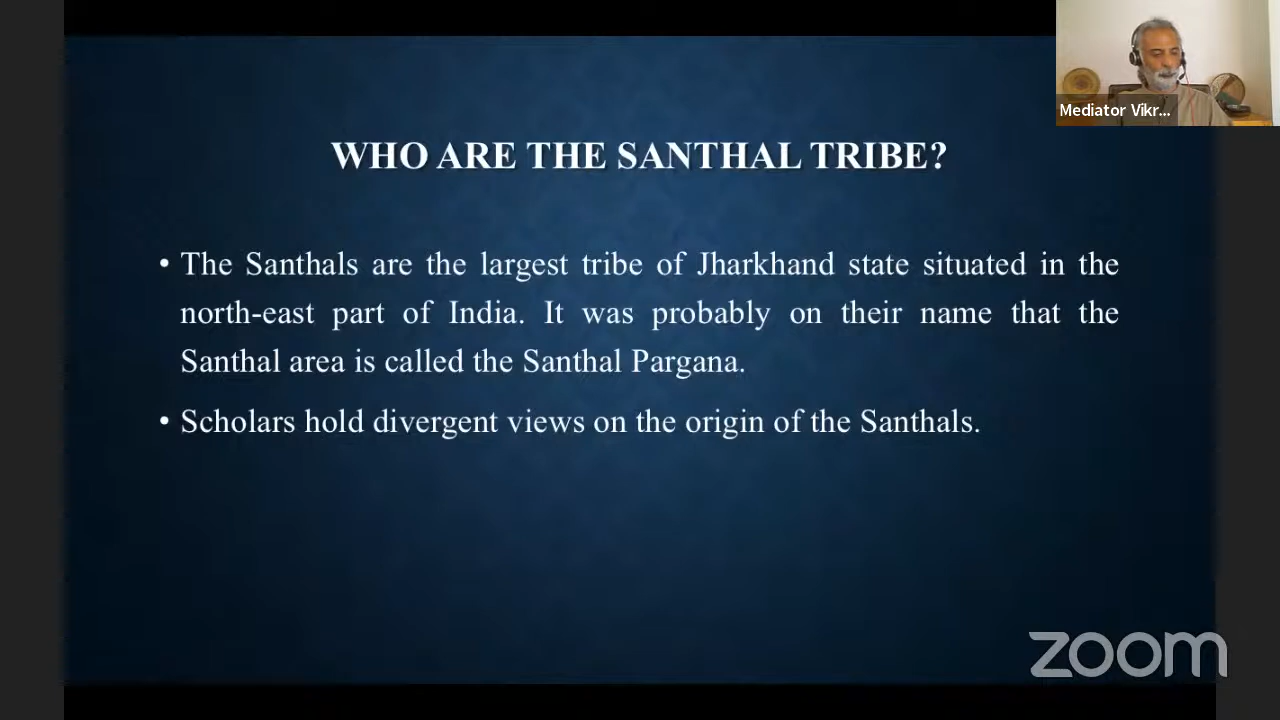 Mediator Vikr...
WHO ARE THE SANTHAL TRIBE?
• The Santhals are the largest tribe of Jharkhand state situated in the
north-east part of India. It was probably on their name that the
Santhal area is called the Santhal Pargana.
• Scholars hold divergent views on the origin of the Santhals.
zoom